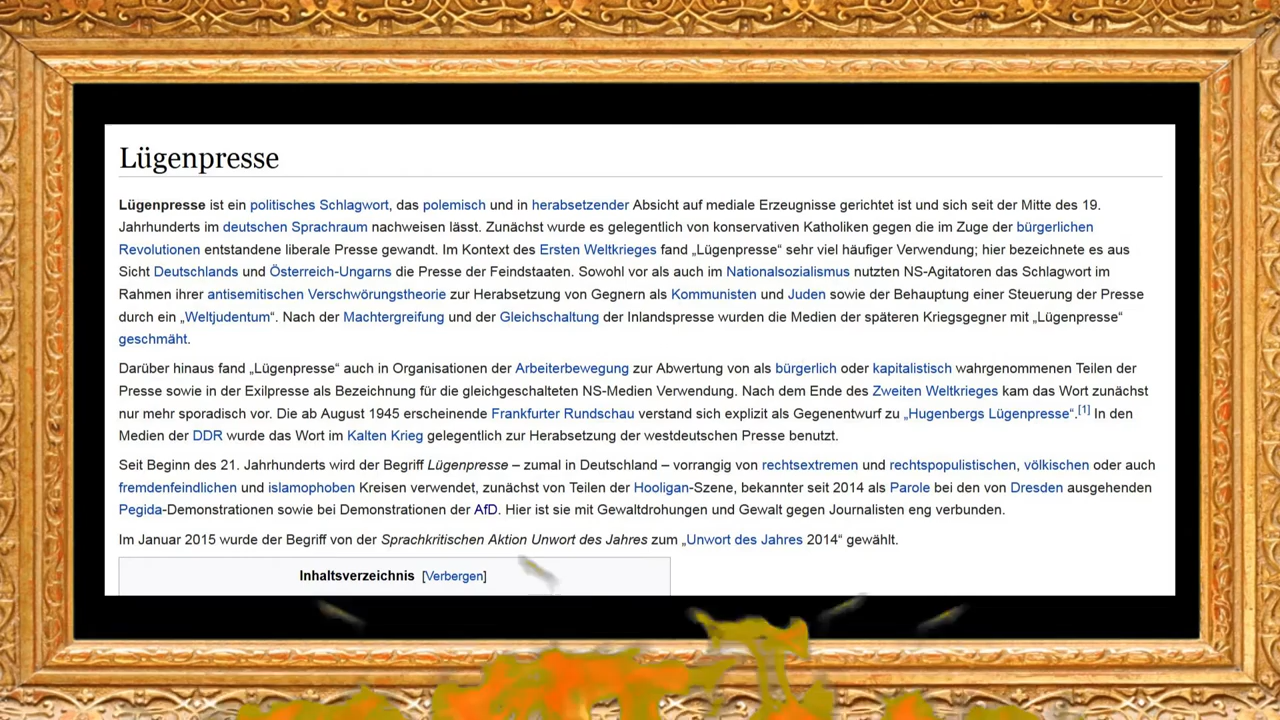 Lügenpresse
Lügenpresse ist ein politisches Schlagwort, das polemisch und in herabsetzender Absicht auf mediale Erzeugnisse gerichtet ist und sich seit der Mitte des 19.
Jahrhunderts im deutschen Sprachraum nachweisen lässt. Zunächst wurde es gelegentlich von konservativen Katholiken gegen die im Zuge der bürgerlichen
Revolutionen entstandene liberale Presse gewandt. Im Kontext des Ersten Weltkrieges fand „Lügenpresse“ sehr viel häufiger Verwendung; hier bezeichnete es aus
Sicht Deutschlands und Österreich-Ungarns die Presse der Feindstaaten. Sowohl vor als auch im Nationalsozialismus nutzten NS-Agitatoren das Schlagwort im
Rahmen ihrer antisemitischen Verschwörungstheorie zur Herabsetzung von Gegnern als Kommunisten und Juden sowie der Behauptung einer Steuerung der Presse
durch ein „Weltjudentum“. Nach der Machtergreifung und der Gleichschaltung der Inlandspresse wurden die Medien der späteren Kriegsgegner mit „Lügenpresse“
geschmäht.
Darüber hinaus fand „Lügenpresse“ auch in Organisationen der Arbeiterbewegung zur Abwertung von als bürgerlich oder kapitalistisch wahrgenommenen Teilen der
Presse sowie in der Exilpresse als Bezeichnung für die gleichgeschalteten NS-Medien Verwendung. Nach dem Ende des Zweiten Weltkrieges kam das Wort zunächst
nur mehr sporadisch vor. Die ab August 1945 erscheinende Frankfurter Rundschau verstand sich explizit als Gegenentwurf zu „Hugenbergs Lügenpresse“.[1] In den
Medien der DDR wurde das Wort im Kalten Krieg gelegentlich zur Herabsetzung der westdeutschen Presse benutzt.
Seit Beginn des 21. Jahrhunderts wird der Begriff Lügenpresse – zumal in Deutschland – vorrangig von rechtsextremen und rechtspopulistischen, völkischen oder auch
fremdenfeindlichen und islamophoben Kreisen verwendet, zunächst von Teilen der Hooligan-Szene, bekannter seit 2014 als Parole bei den von Dresden ausgehenden
Pegida-Demonstrationen sowie bei Demonstrationen der AfD. Hier ist sie mit Gewaltdrohungen und Gewalt gegen Journalisten eng verbunden.
Im Januar 2015 wurde der Begriff von der Sprachkritischen Aktion Unwort des Jahres zum „Unwort des Jahres 2014“ gewählt.
Inhaltsverzeichnis [Verbergen]